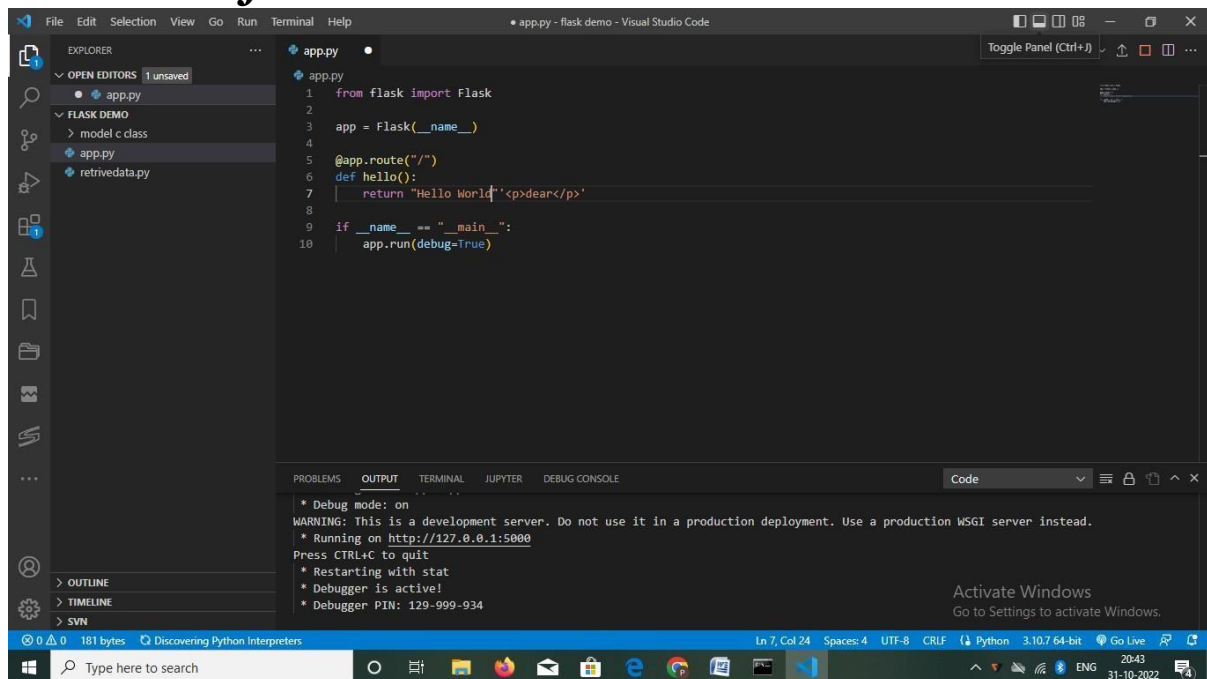 File Edit Selection View Go Run Terminal Help ● app.py - flask demo - Visual Studio Code
EXPLORER ... app.py ● Toggle Panel (Ctrl+J)
OPEN EDITORS 1 unsaved
● app.py
FLASK DEMO
> model c class
app.py
retrivedata.py
app.py
1 from flask import Flask
2
3 app = Flask(__name__)
4
5 @app.route("/")
6 def hello():
7 return "Hello World"'<p>dear</p>'
8
9 if __name__ == "__main__":
10 app.run(debug=True)
PROBLEMS OUTPUT TERMINAL JUPYTER DEBUG CONSOLE Code
* Debug mode: on
WARNING: This is a development server. Do not use it in a production deployment. Use a production WSGI server instead.
* Running on http://127.0.0.1:5000
Press CTRL+C to quit
* Restarting with stat
* Debugger is active!
* Debugger PIN: 129-999-934
> OUTLINE
> TIMELINE
> SVN
Activate Windows
Go to Settings to activate Windows.
0 0 181 bytes Discovering Python Interpreters Ln 7, Col 24 Spaces: 4 UTF-8 CRLF Python 3.10.7 64-bit Go Live
Type here to search ENG 20:43
31-10-2022 4